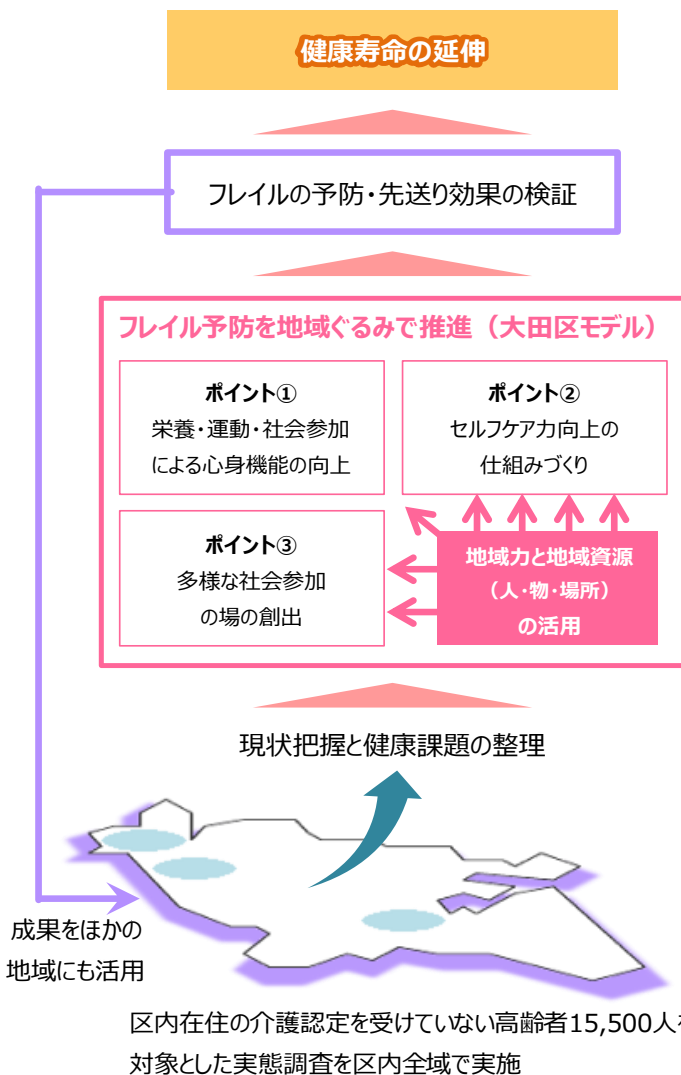 健康寿命の延伸
フレイルの予防・先送り効果の検証
フレイル予防を地域ぐるみで推進（大田区モデル）
ポイント①
栄養・運動・社会参加
による心身機能の向上
ポイント②
セルフケア力向上の
仕組みづくり
ポイント③
多様な社会参加
の場の創出
地域力と地域資源
（人・物・場所）
の活用
現状把握と健康課題の整理
成果をほかの
地域にも活用
区内在住の介護認定を受けていない高齢者15,500人
対象とした実態調査を区内全域で実施